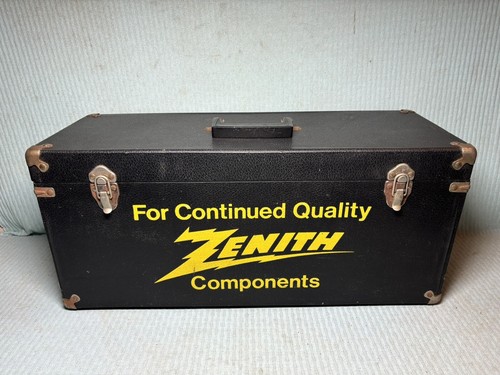 For Continued Quality
ZENITH
Components